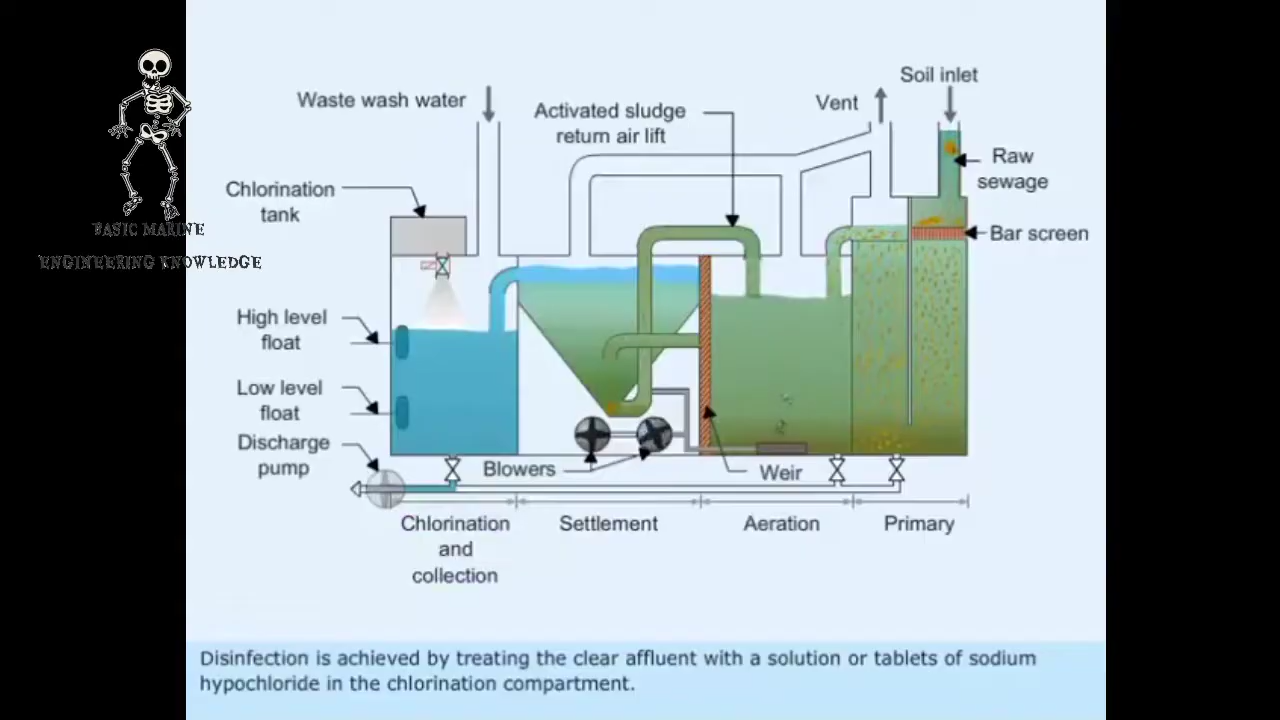 Soil inlet
Waste wash water
Activated sludge
return air lift
Vent
Raw
sewage
Chlorination
tank
BASIC MARINE
ENGINEERING KNOWLEDGE
Bar screen
High level
float
Low level
float
Discharge
pump
Blowers
Weir
Chlorination
and
collection
Settlement
Aeration
Primary
Disinfection is achieved by treating the clear affluent with a solution or tablets of sodium
hypochloride in the chlorination compartment.